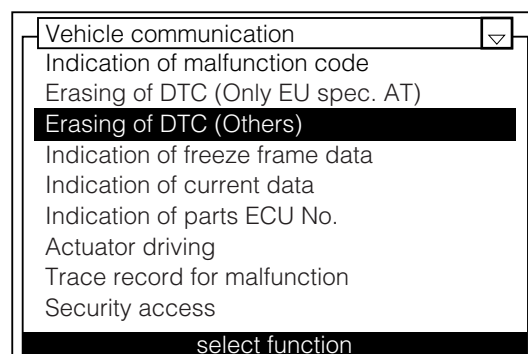 Vehicle communication
Indication of malfunction code
Erasing of DTC (Only EU spec. AT)
Erasing of DTC (Others)
Indication of freeze frame data
Indication of current data
Indication of parts ECU No.
Actuator driving
Trace record for malfunction
Security access
select function